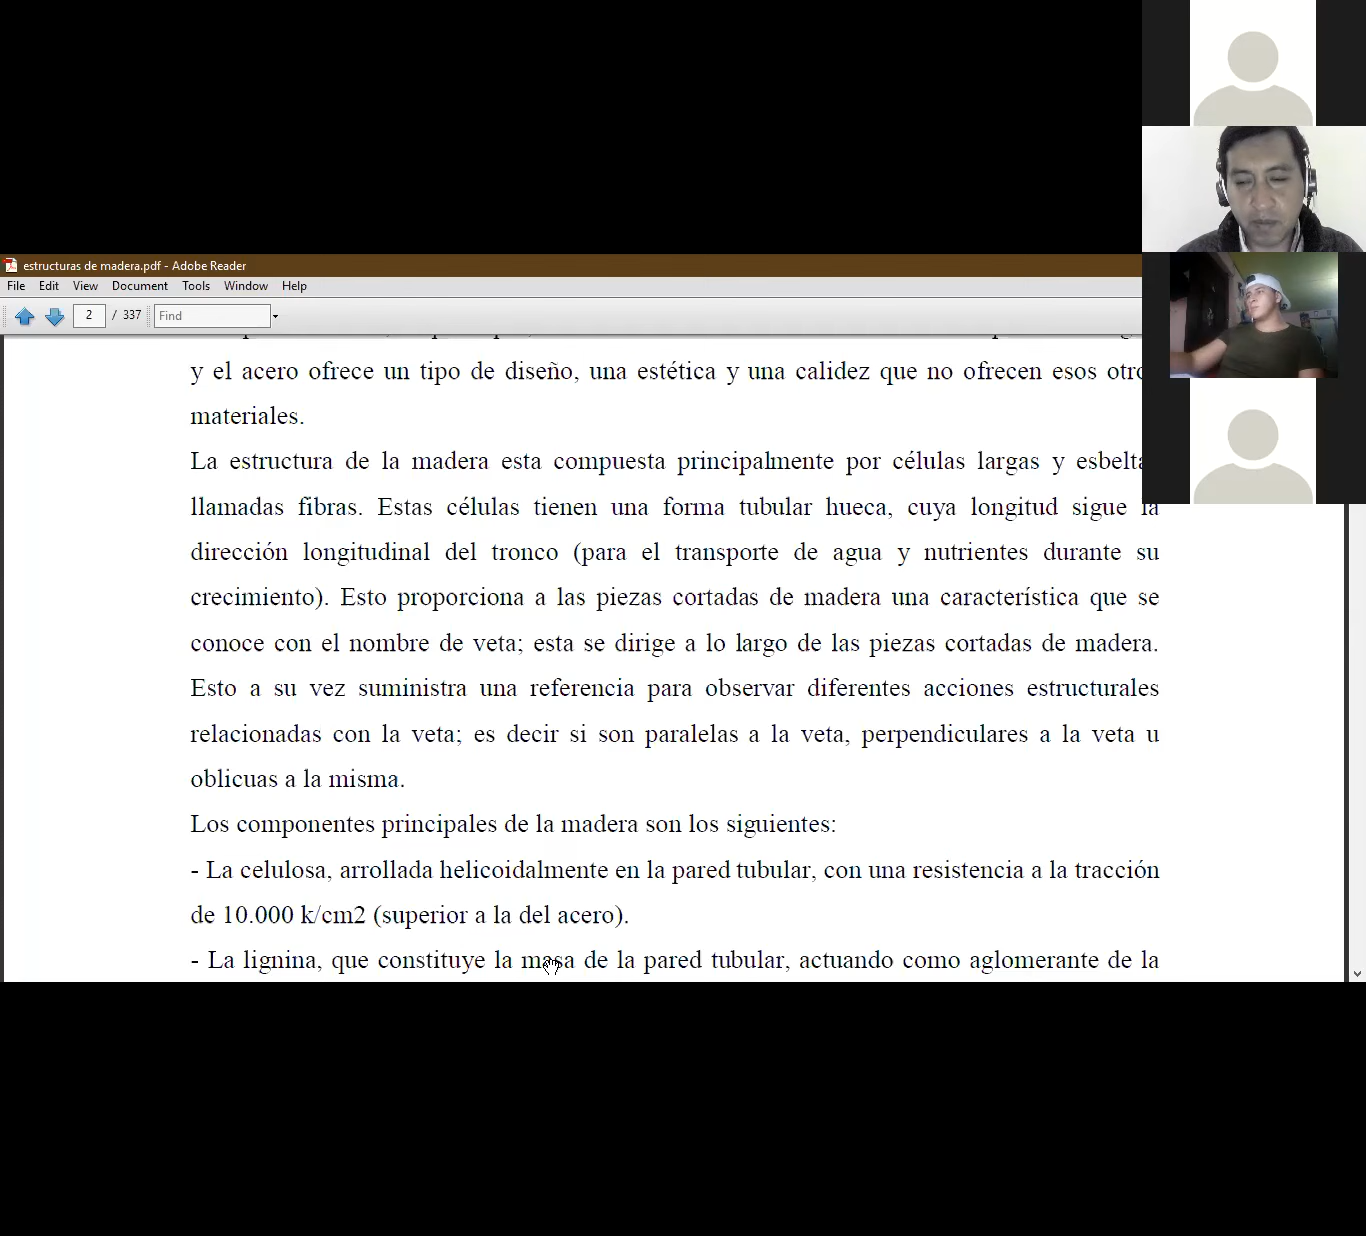 estructuras de madera.pdf - Adobe Reader
File Edit View Document Tools Window Help
2 / 337 Find
y el acero ofrece un tipo de diseño, una estética y una calidez que no ofrecen esos
materiales.
La estructura de la madera esta compuesta principalmente por células largas y
llamadas fibras. Estas células tienen una forma tubular hueca, cuya longitud sigue la
dirección longitudinal del tronco (para el transporte de agua y nutrientes durante su
crecimiento). Esto proporciona a las piezas cortadas de madera una característica que se
conoce con el nombre de veta; esta se dirige a lo largo de las piezas cortadas de madera.
Esto a su vez suministra una referencia para observar diferentes acciones estructurales
relacionadas con la veta; es decir si son paralelas a la veta, perpendiculares a la veta u
oblicuas a la misma.
Los componentes principales de la madera son los siguientes:
- La celulosa, arrollada helicoidalmente en la pared tubular, con una resistencia a la tracción
de 10.000 k/cm2 (superior a la del acero).
- La lignina, que constituye la masa de la pared tubular, actuando como aglomerante de la